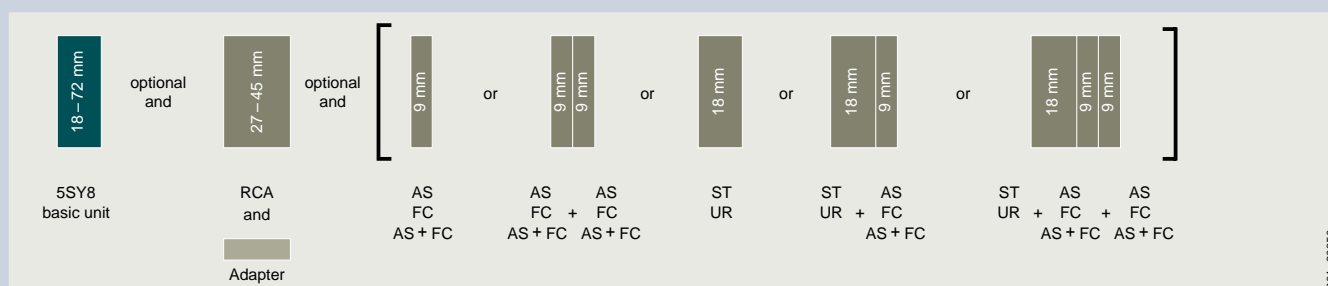 18 – 72 mm
optional
and
27 – 45 mm
optional
and
9 mm
or
9 mm
9 mm
or
18 mm
or
18 mm
9 mm
or
18 mm
9 mm
9 mm
5SY8
basic unit
RCA
and
Adapter
AS
FC
AS + FC
AS AS
FC + FC
AS + FC AS + FC
ST
UR
ST AS
UR + FC
AS + FC
ST AS AS
UR + FC + FC
AS + FC AS + FC